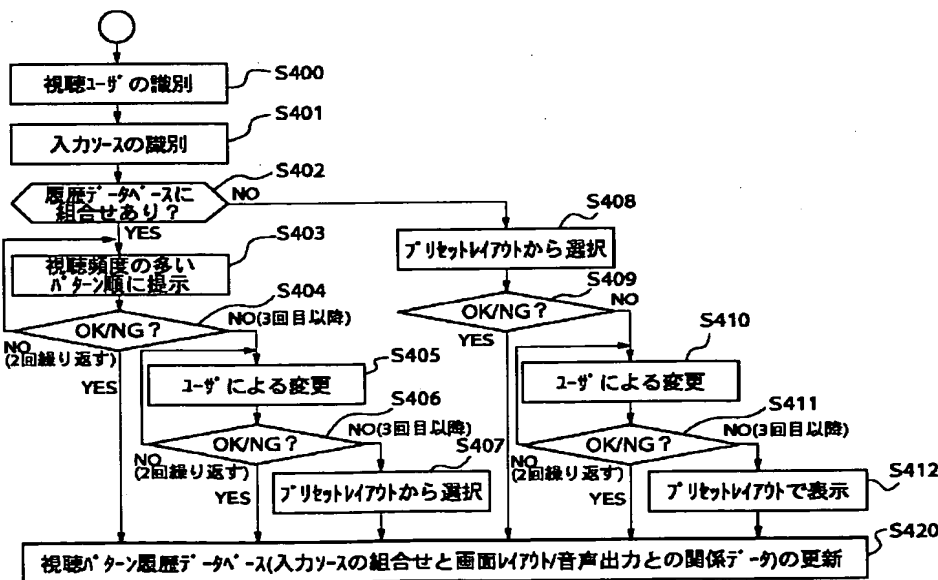 視聴ﾕｰｻﾞの識別
S400
入力ｿｰｽの識別
S401
履歴ﾃﾞｰﾀﾍﾞｰｽに
組合せあり？
S402
NO
YES
視聴頻度の多い
ﾊﾟﾀｰﾝ順に提示
S403
OK/NG？
S404
NO(3回目以降)
NO
(2回繰り返す)
YES
ﾕｰｻﾞによる変更
S405
OK/NG？
S406
NO(3回目以降)
NO
(2回繰り返す)
YES
ﾌﾟﾘｾｯﾄﾚｲｱｳﾄから選択
S407
ﾌﾟﾘｾｯﾄﾚｲｱｳﾄから選択
S408
OK/NG？
S409
NO
YES
ﾕｰｻﾞによる変更
S410
OK/NG？
S411
NO(3回目以降)
NO
(2回繰り返す)
YES
ﾌﾟﾘｾｯﾄﾚｲｱｳﾄで表示
S412
視聴ﾊﾟﾀｰﾝ履歴ﾃﾞｰﾀﾍﾞｰｽ(入力ｿｰｽの組合せと画面ﾚｲｱｳﾄ/音声出力との関係ﾃﾞｰﾀ)の更新
S420